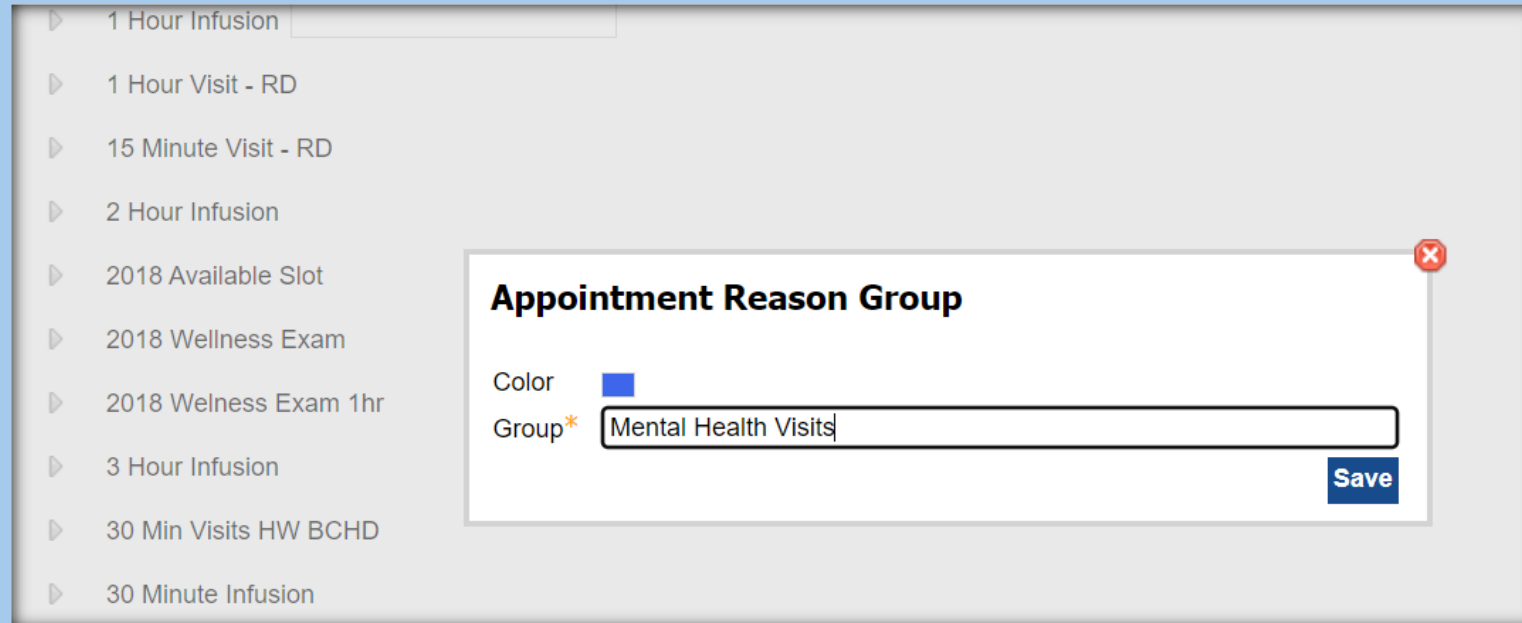 1 Hour Infusion
1 Hour Visit - RD
15 Minute Visit - RD
2 Hour Infusion
2018 Available Slot
2018 Wellness Exam
2018 Welness Exam 1hr
3 Hour Infusion
30 Min Visits HW BCHD
30 Minute Infusion
Appointment Reason Group
Color
Group* Mental Health Visits
Save